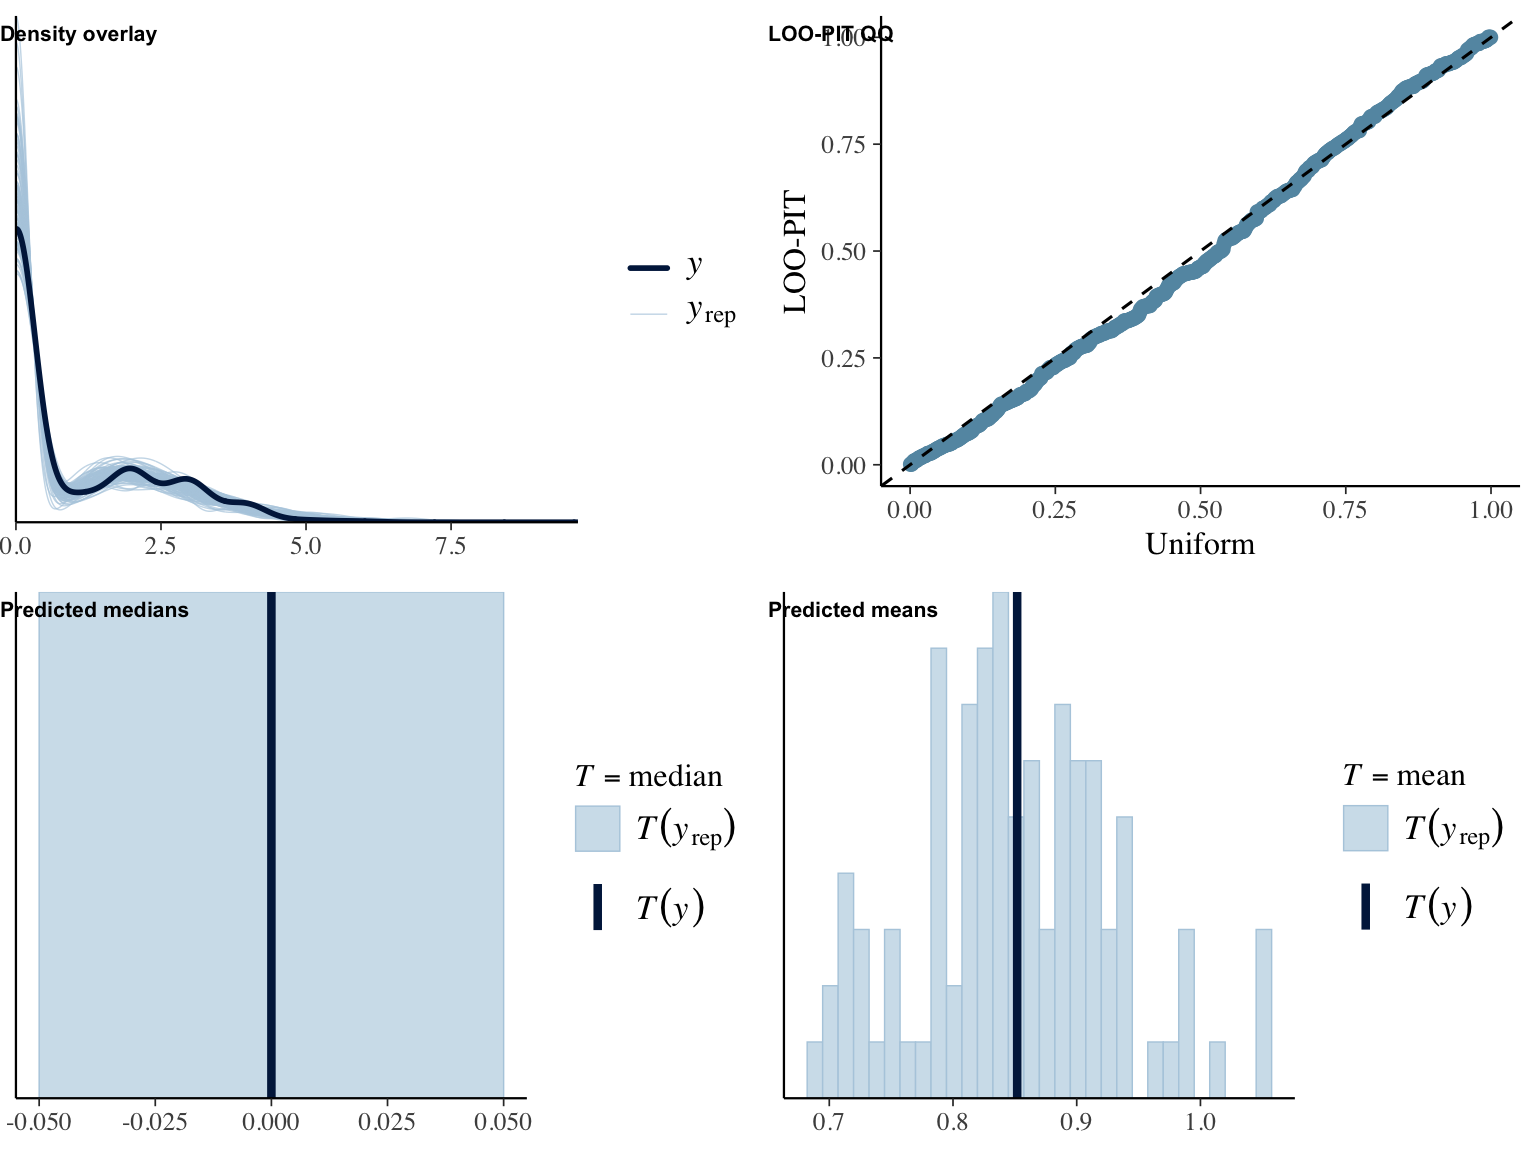 Density overlay
y
y rep
0.0 2.5 5.0 7.5
LOO-PIT QQ
1.00
0.75
0.50
0.25
0.00
LOO-PIT
0.00 0.25 0.50 0.75 1.00
Uniform
Predicted medians
T = median
T(y rep)
T(y)
-0.050 -0.025 0.000 0.025 0.050
Predicted means
T = mean
T(y rep)
T(y)
0.7 0.8 0.9 1.0